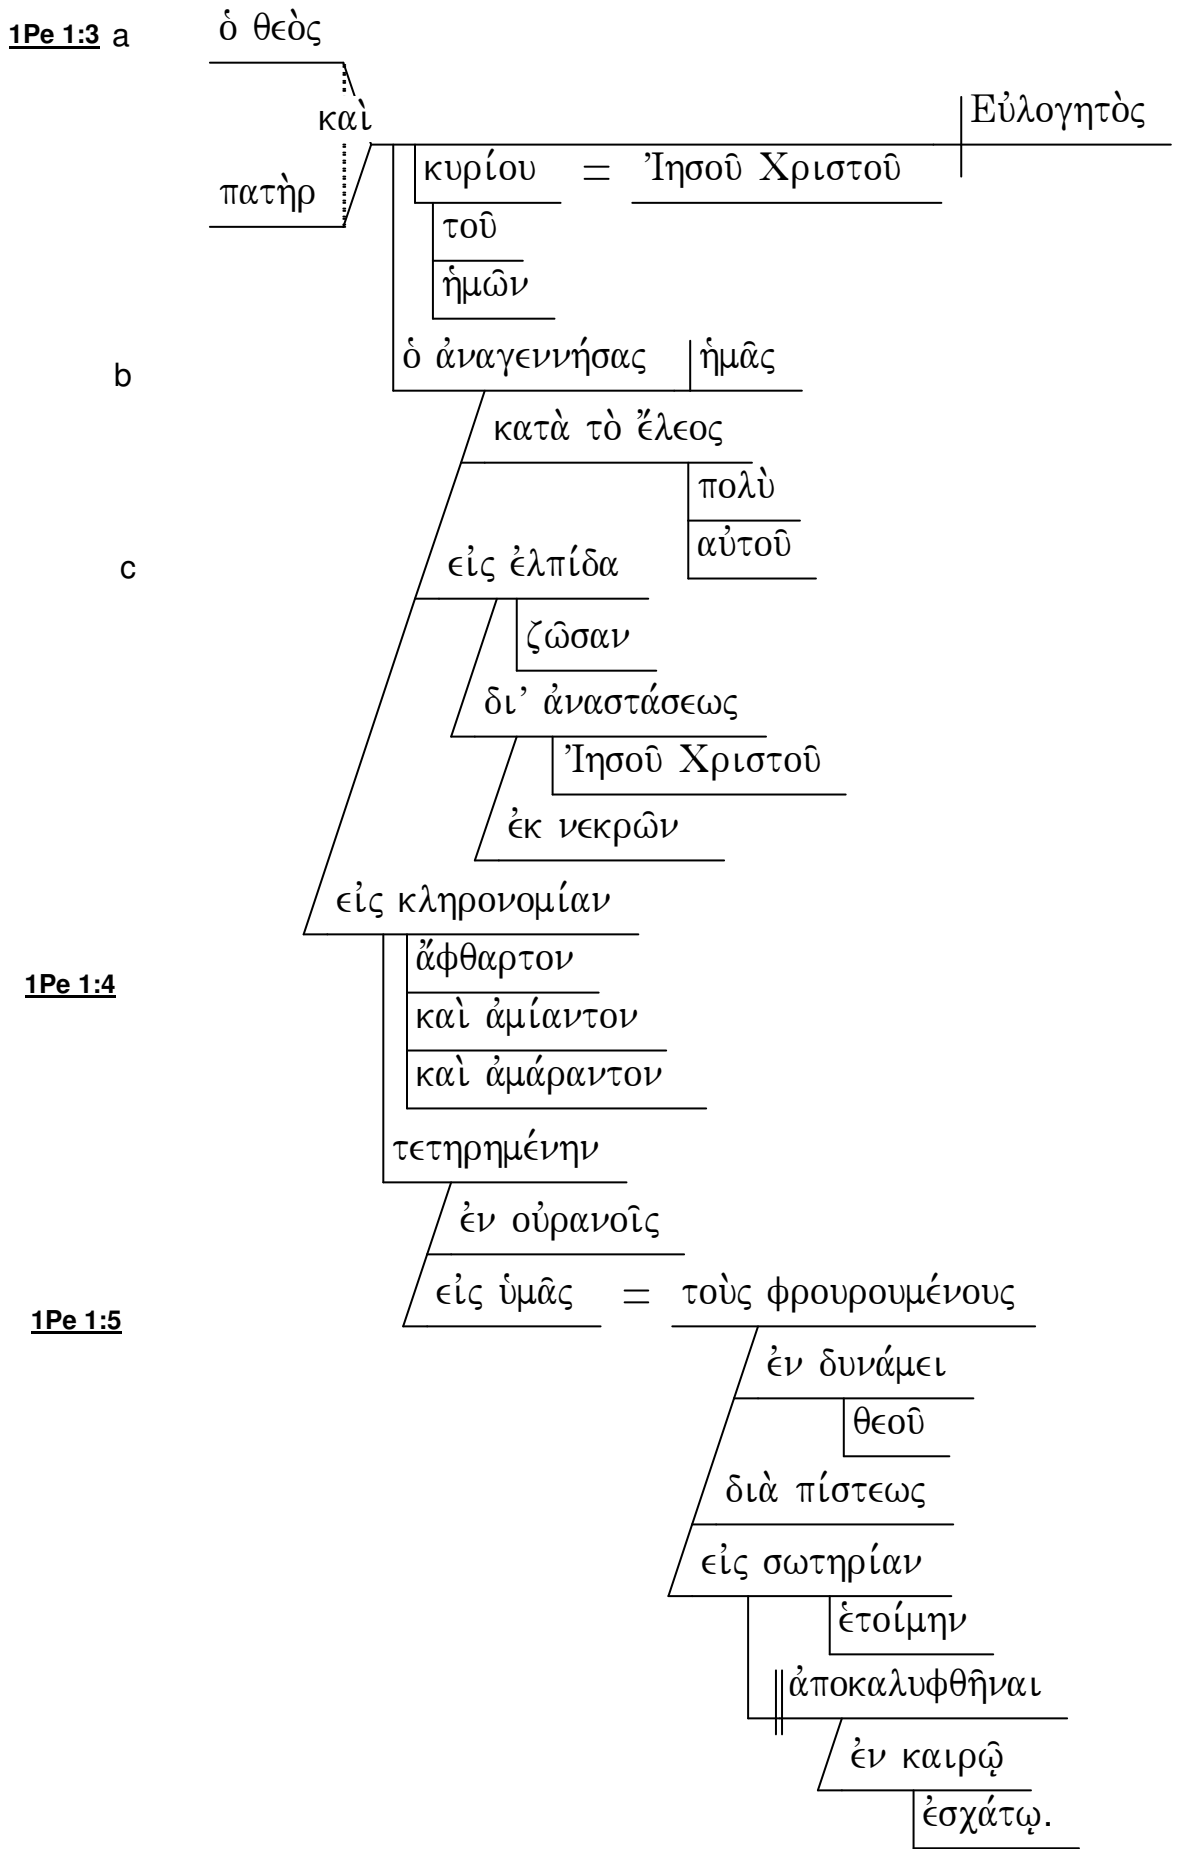 1Pe 1:3 a ὁ θεὸς
καὶ
Εὐλογητὸς
πατὴρ
κυρίου = Ἰησοῦ Χριστοῦ
τοῦ
ἡμῶν
b ὁ ἀναγεννήσας ἡμᾶς
κατὰ τὸ ἔλεος
πολὺ
αὐτοῦ
c εἰς ἐλπίδα
ζῶσαν
δι’ ἀναστάσεως
Ἰησοῦ Χριστοῦ
ἐκ νεκρῶν
εἰς κληρονομίαν
1Pe 1:4 ἄφθαρτον
καὶ ἀμίαντον
καὶ ἀμάραντον
τετηρημένην
ἐν οὐρανοῖς
1Pe 1:5 εἰς ὑμᾶς = τοὺς φρουρουμένους
ἐν δυνάμει
θεοῦ
διὰ πίστεως
εἰς σωτηρίαν
ἑτοίμην
ἀποκαλυφθῆναι
ἐν καιρῷ
ἐσχάτῳ.